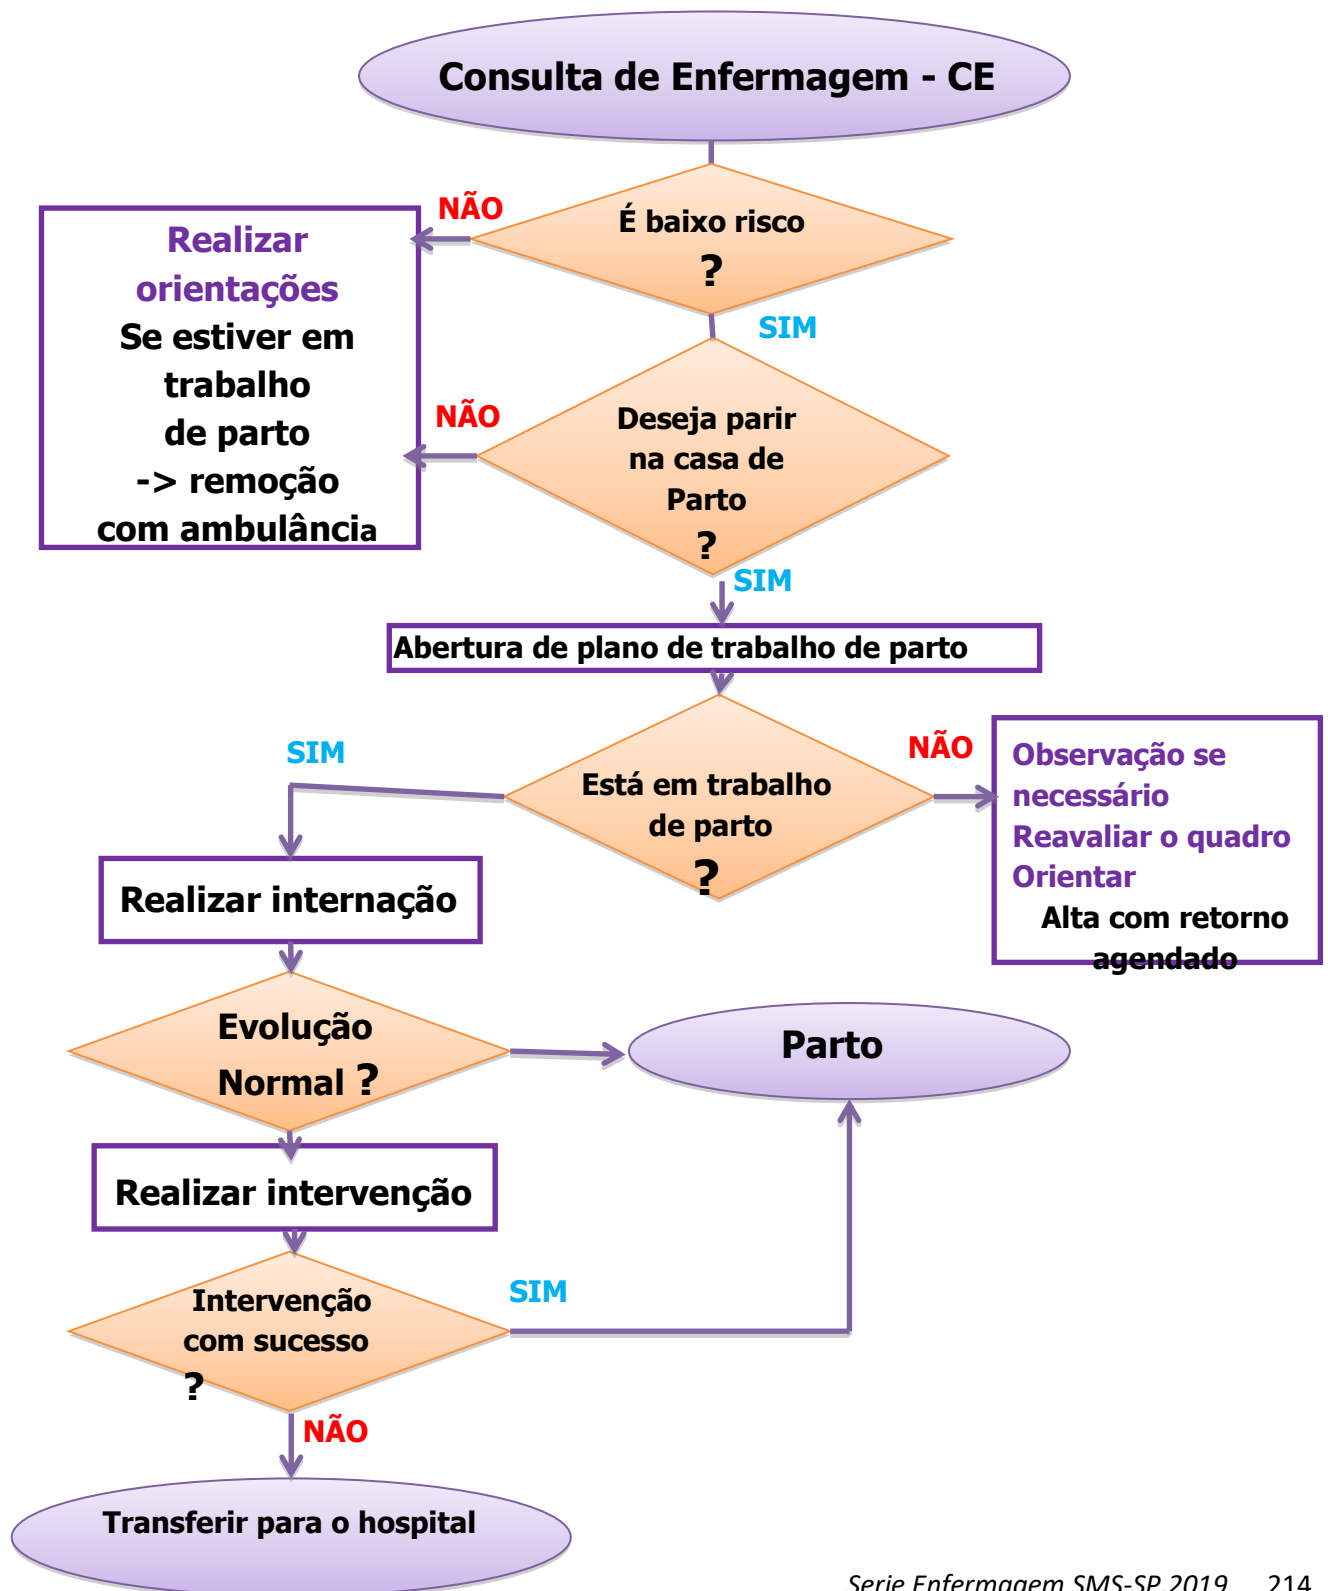 Consulta de Enfermagem - CE
É baixo risco
?
NÃO
Realizar
orientações
Se estiver em
trabalho
de parto
-> remoção
com ambulância
SIM
Deseja parir
na casa de
Parto
?
NÃO
SIM
Abertura de plano de trabalho de parto
Está em trabalho
de parto
?
SIM
NÃO
Observação se
necessário
Reavaliar o quadro
Orientar
Alta com retorno
agendado
Realizar internação
Evolução
Normal ?
Parto
Realizar intervenção
Intervenção
com sucesso
?
SIM
NÃO
Transferir para o hospital
Serie Enfermagem SMS-SP.2019 214